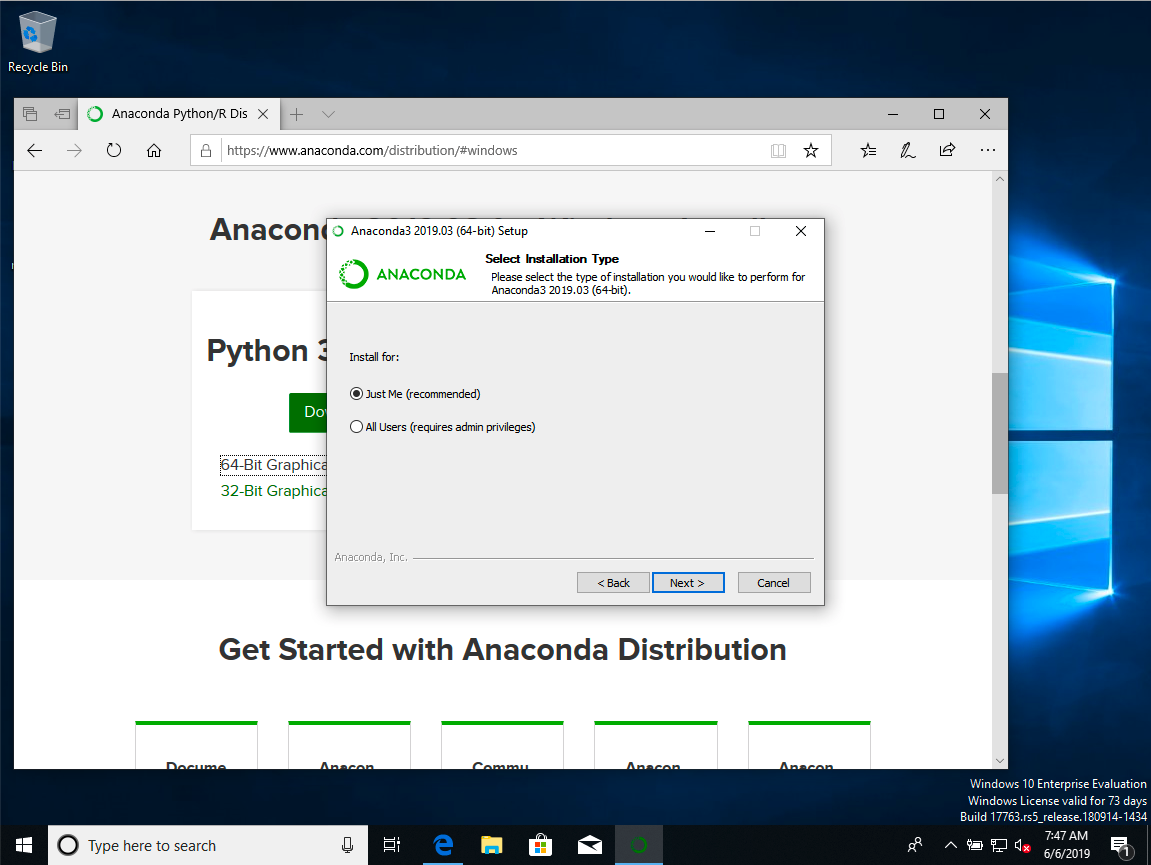 Recycle Bin
Anaconda Python/R Dis
https://www.anaconda.com/distribution/#windows
Anaconda3 2019.03 (64-bit) Setup
ANACONDA
Select Installation Type
Please select the type of installation you would like to perform for
Anaconda3 2019.03 (64-bit).
Install for:
Just Me (recommended)
All Users (requires admin privileges)
Anaconda, Inc.
< Back
Next >
Cancel
Python 3
64-Bit Graphica
32-Bit Graphica
Get Started with Anaconda Distribution
Docume
Anacon
Commu
Anacon
Anacon
Windows 10 Enterprise Evaluation
Windows License valid for 73 days
Build 17763.rs5_release.180914-1434
Type here to search
7:47 AM
6/6/2019
1